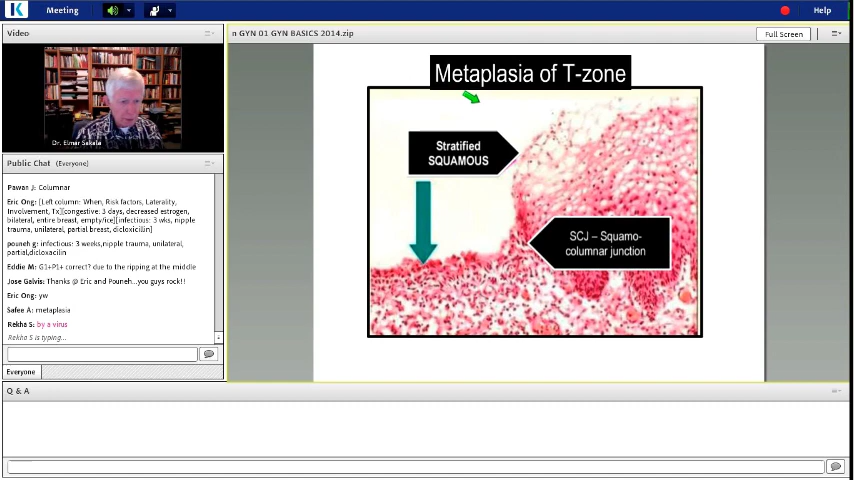 K Meeting Help
Video
n GYN 01 GYN BASICS 2014.zip
Full Screen
Dr. Elmar Sakala
Public Chat (Everyone)
Pawan J: Columnar
Eric Ong: [Left column: When, Risk factors, Laterality,
Involvement, Tx][congestive: 3 days, decreased estrogen,
bilateral, entire breast, empty/ice][infectious: 3 wks, nipple
trauma, unilateral, partial breast, dicloxicilin]
pouneh g: infectious: 3 weeks,nipple trauma, unilateral,
partial,dicloxacilin
Eddie M: G1+P1+ correct? due to the ripping at the middle
Jose Galvis: Thanks @ Eric and Pouneh...you guys rock!!
Eric Ong: yw
Safee A: metaplasia
Rekha S: by a virus
Rekha S is typing...
Everyone
Metaplasia of T-zone
Stratified
SQUAMOUS
SCJ – Squamo-
columnar junction
Q & A